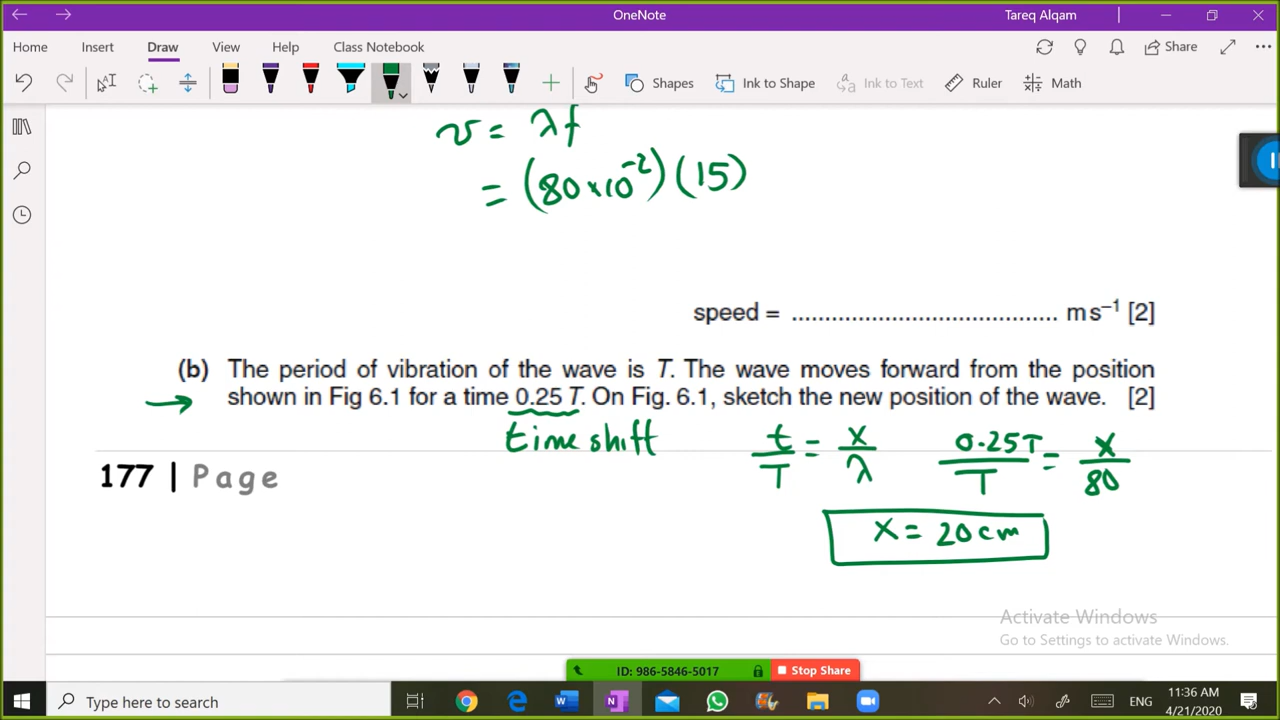 OneNote
Tareq Alqam
Home Insert Draw View Help Class Notebook
Share
Shapes Ink to Shape Ink to Text Ruler Math
v = λf
= (80×10⁻²)(15)
speed = ........................................ m s⁻¹ [2]
(b) The period of vibration of the wave is T. The wave moves forward from the position
shown in Fig 6.1 for a time 0.25 T. On Fig. 6.1, sketch the new position of the wave. [2]
time shift
t/T = x/λ 0.25T/T = x/80
177 | Page
x = 20cm
Activate Windows
Go to Settings to activate Windows.
ID: 986-5846-5017 Stop Share
Type here to search
ENG
11:36 AM
4/21/2020